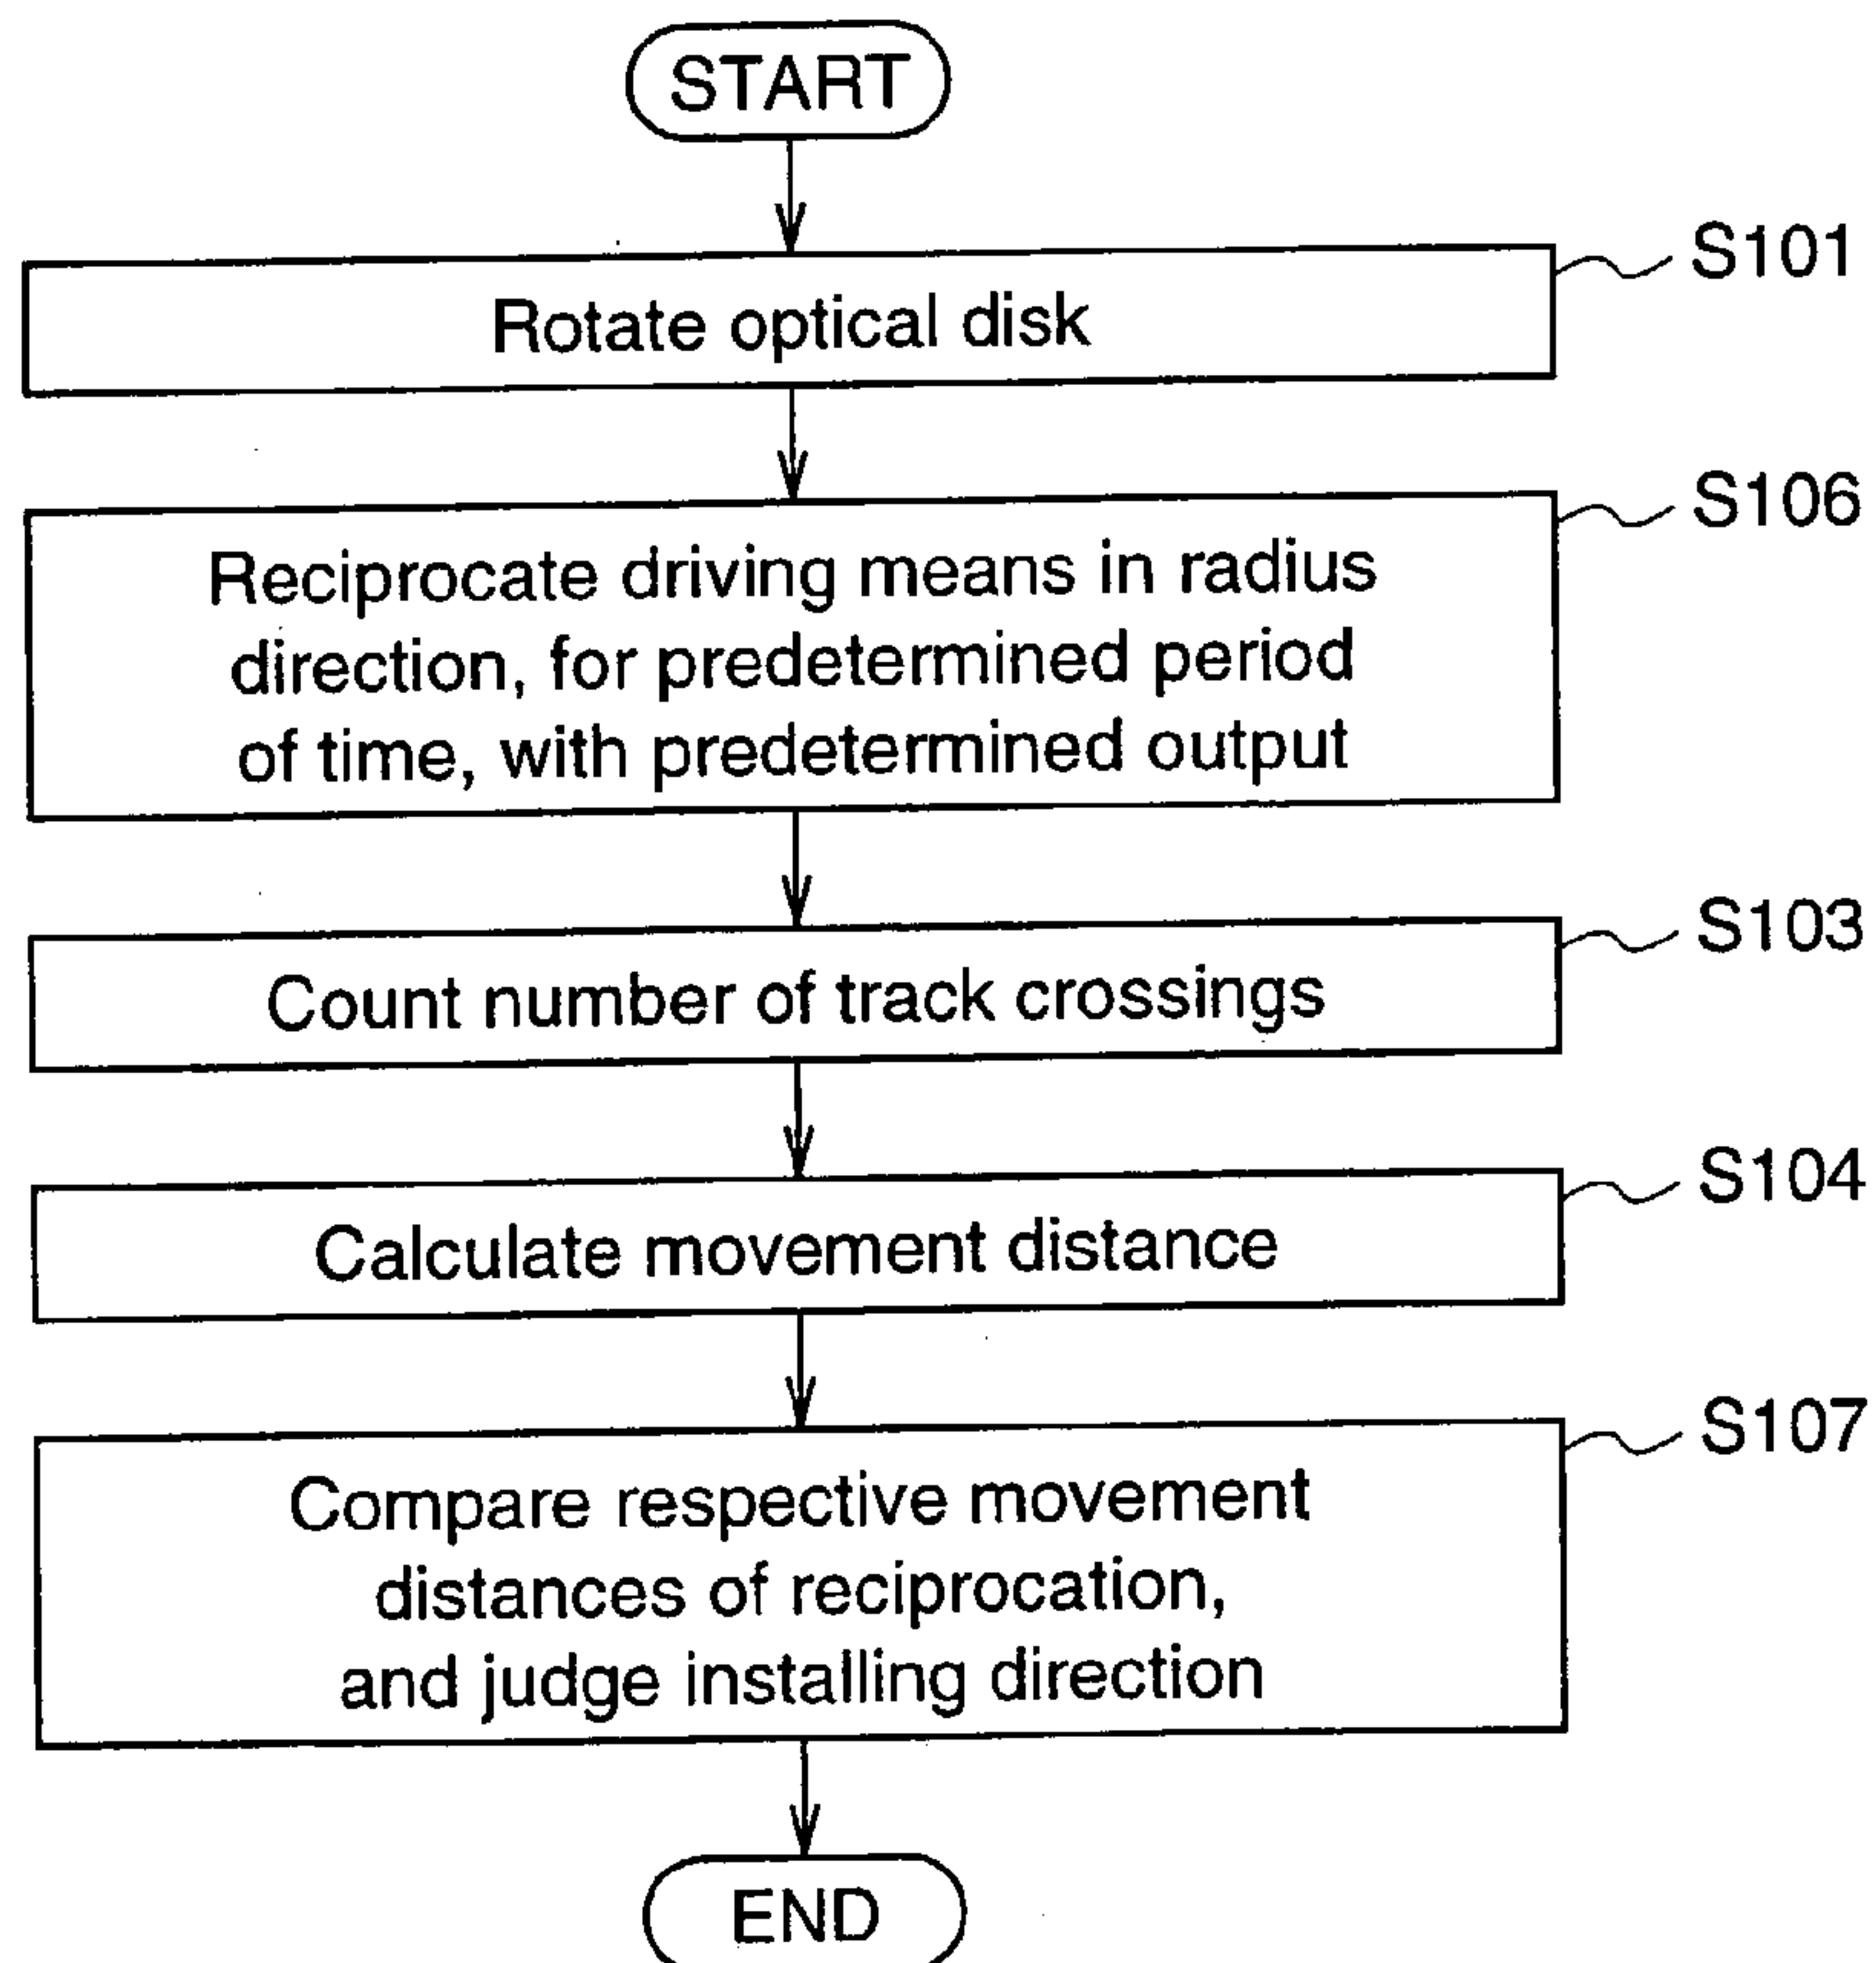 START
S101
Rotate optical disk
S106
Reciprocate driving means in radius
direction, for predetermined period
of time, with predetermined output
S103
Count number of track crossings
S104
Calculate movement distance
S107
Compare respective movement
distances of reciprocation,
and judge installing direction
END